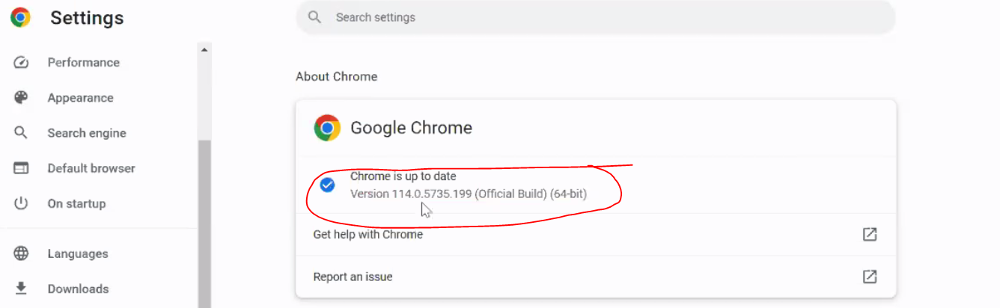 Settings
Search settings
Performance
Appearance
Search engine
Default browser
On startup
Languages
Downloads
About Chrome
Google Chrome
Chrome is up to date
Version 114.0.5735.199 (Official Build) (64-bit)
Get help with Chrome
Report an issue